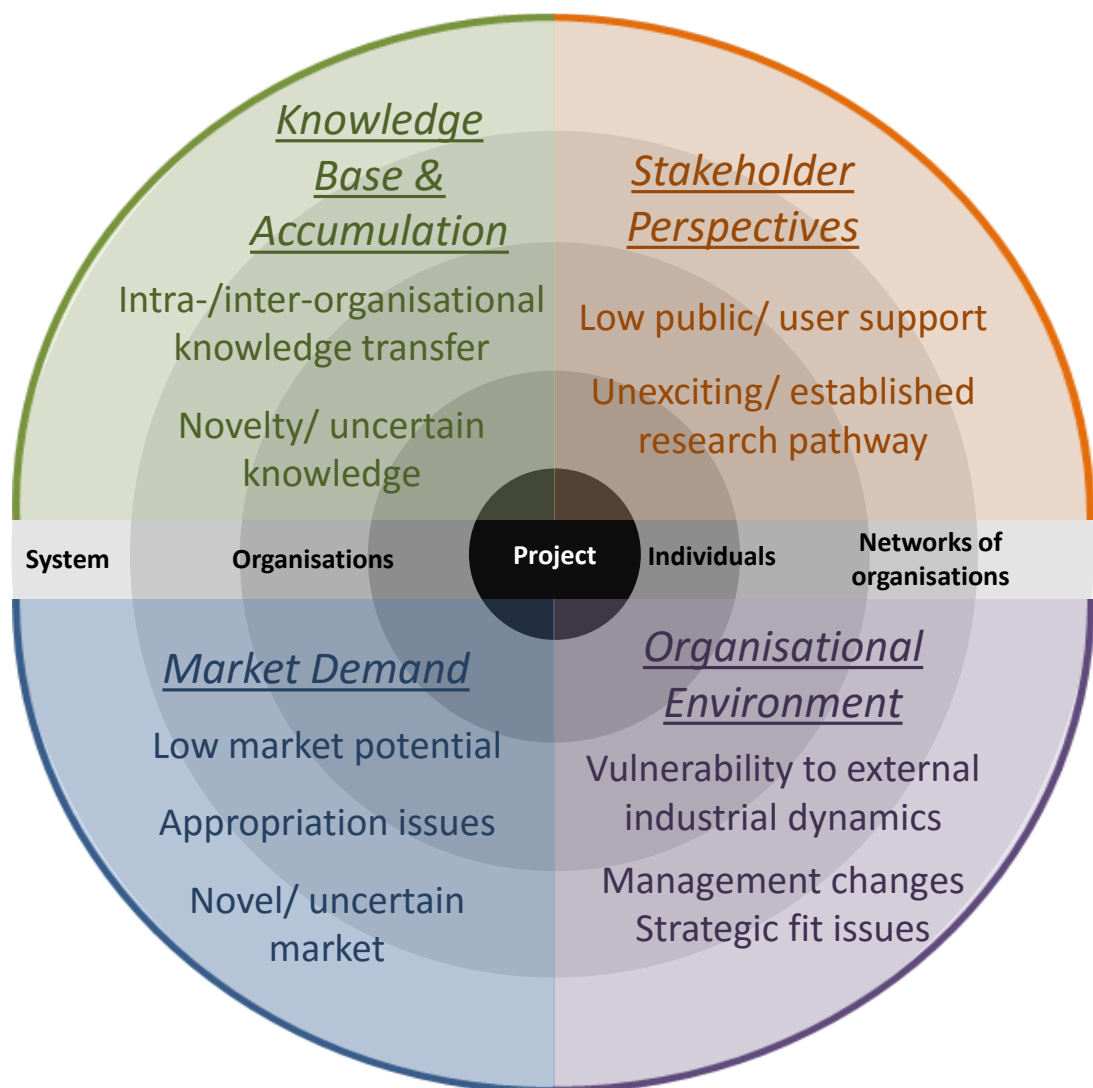 Knowledge
Base &
Accumulation
Intra-/inter-organisational
knowledge transfer
Novelty/ uncertain
knowledge
Stakeholder
Perspectives
Low public/ user support
Unexciting/ established
research pathway
System
Organisations
Project
Individuals
Networks of
organisations
Market Demand
Low market potential
Appropriation issues
Novel/ uncertain
market
Organisational
Environment
Vulnerability to external
industrial dynamics
Management changes
Strategic fit issues